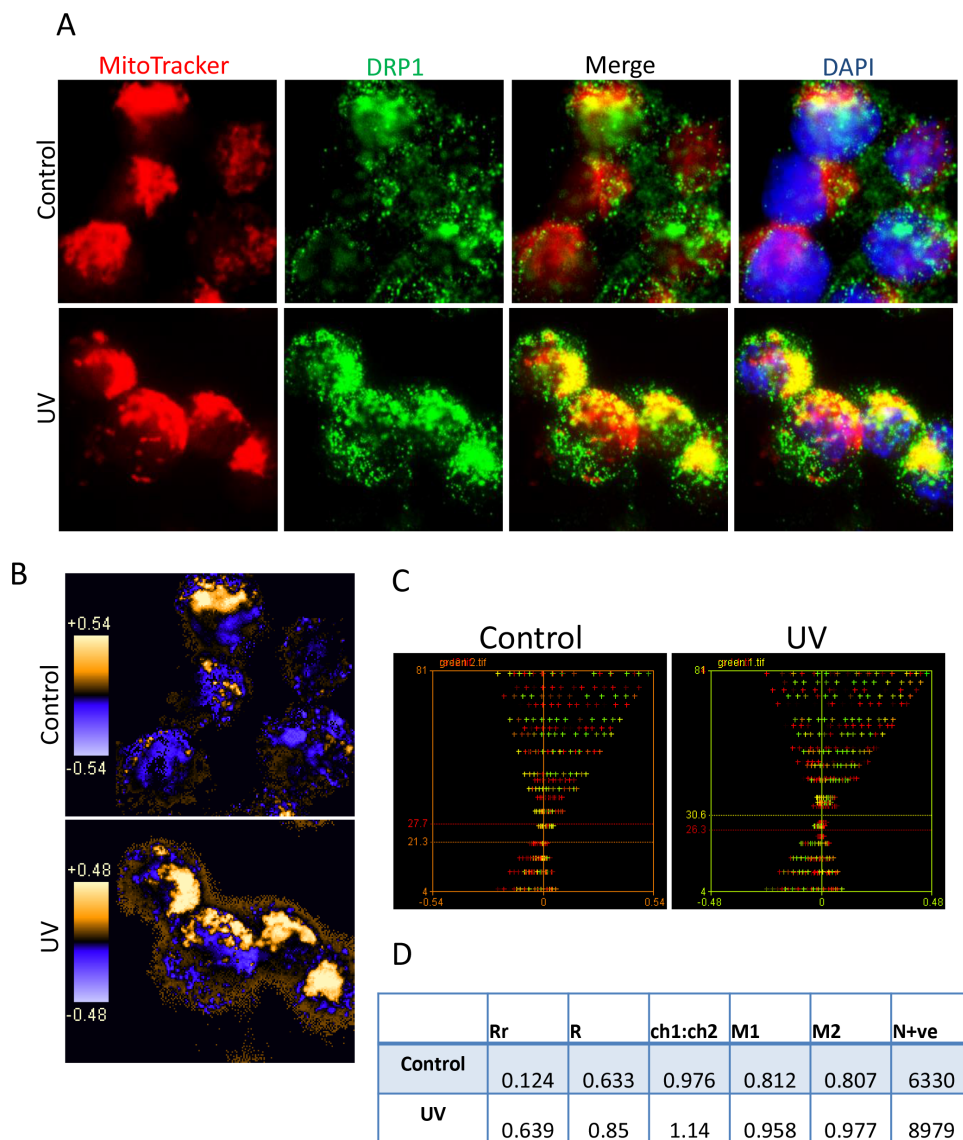 A
MitoTracker DRP1 Merge DAPI
Control
UV
B
Control
+0.54
-0.54
UV
+0.48
-0.48
C
Control UV
81
27.7
21.3
4
-0.54 0 0.54
81
30.6
26.3
4
-0.48 0 0.48
D
Rr R ch1:ch2 M1 M2 N+ve
Control 0.124 0.633 0.976 0.812 0.807 6330
UV 0.639 0.85 1.14 0.958 0.977 8979